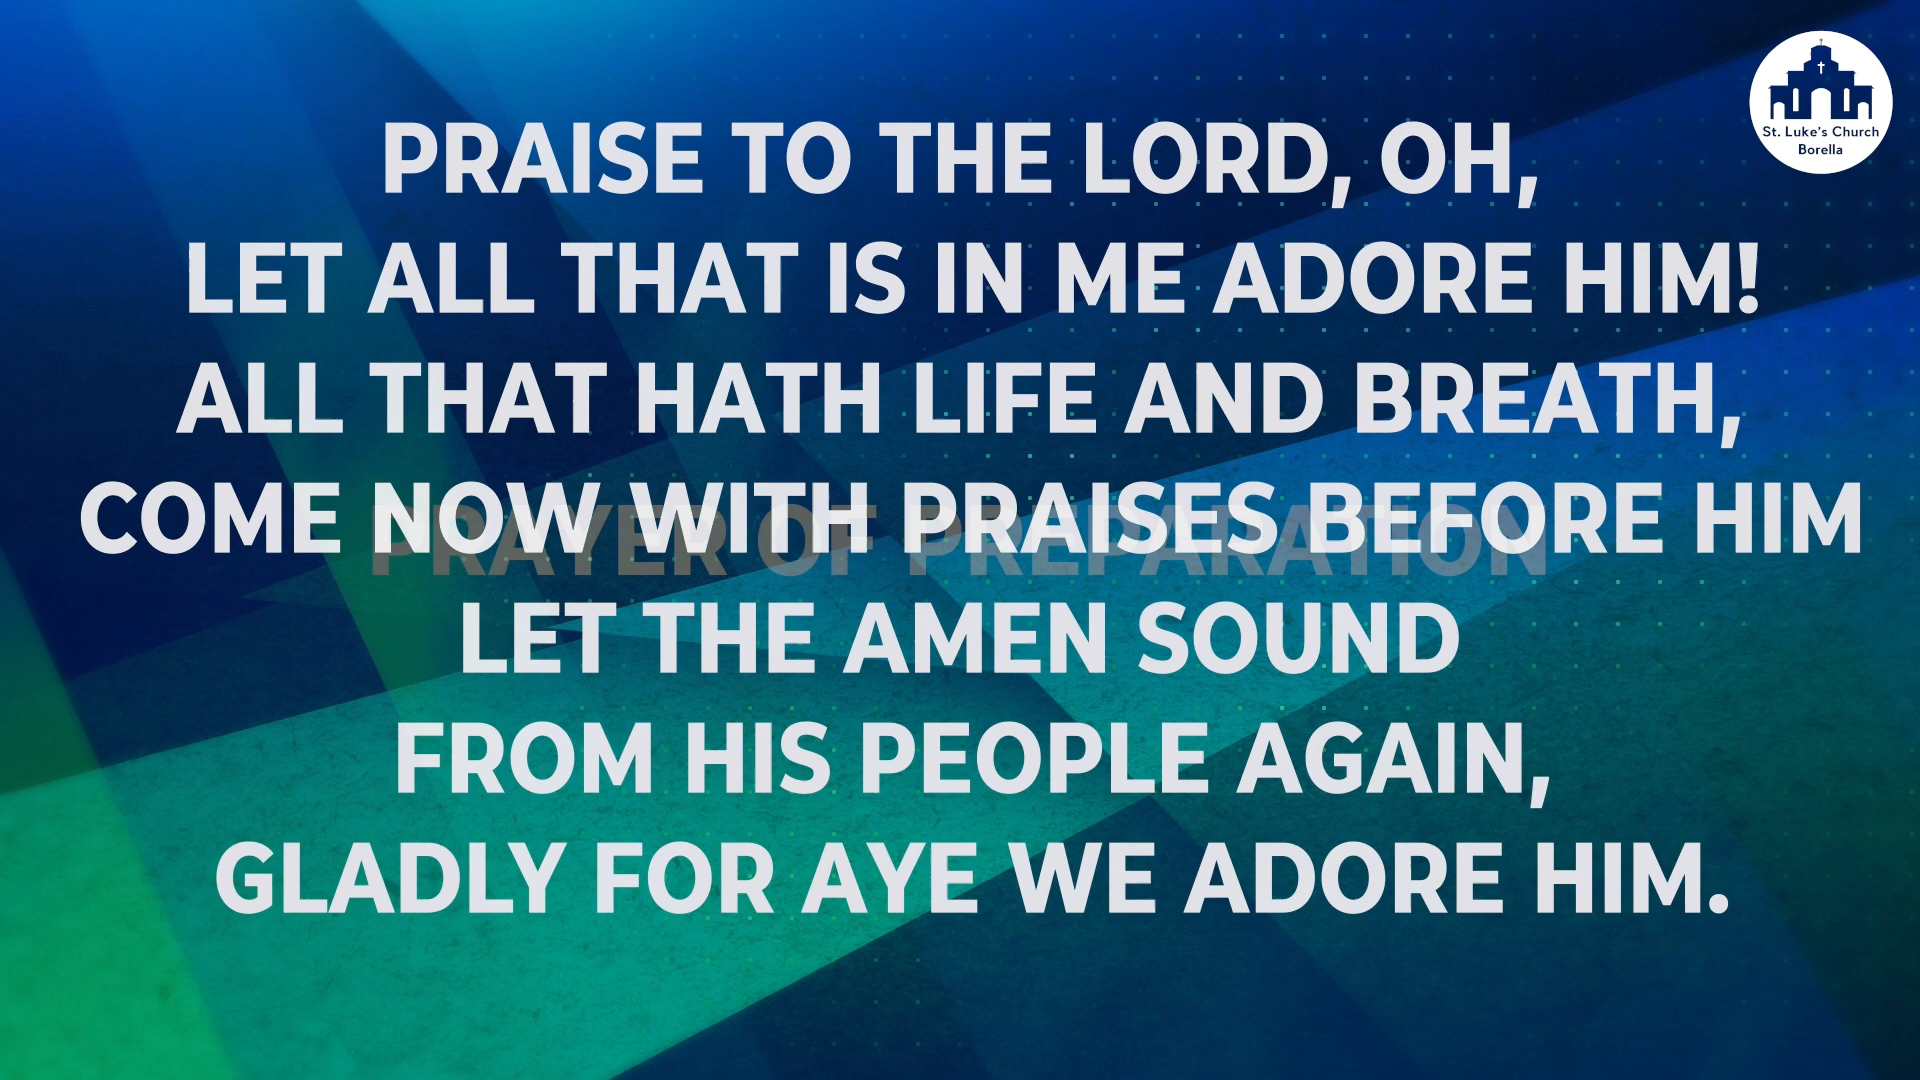 PRAISE TO THE LORD, OH,
LET ALL THAT IS IN ME ADORE HIM!
ALL THAT HATH LIFE AND BREATH,
COME NOW WITH PRAISES BEFORE HIM
PRAYER OF PREPARATION
LET THE AMEN SOUND
FROM HIS PEOPLE AGAIN,
GLADLY FOR AYE WE ADORE HIM.
St. Luke's Church
Borella